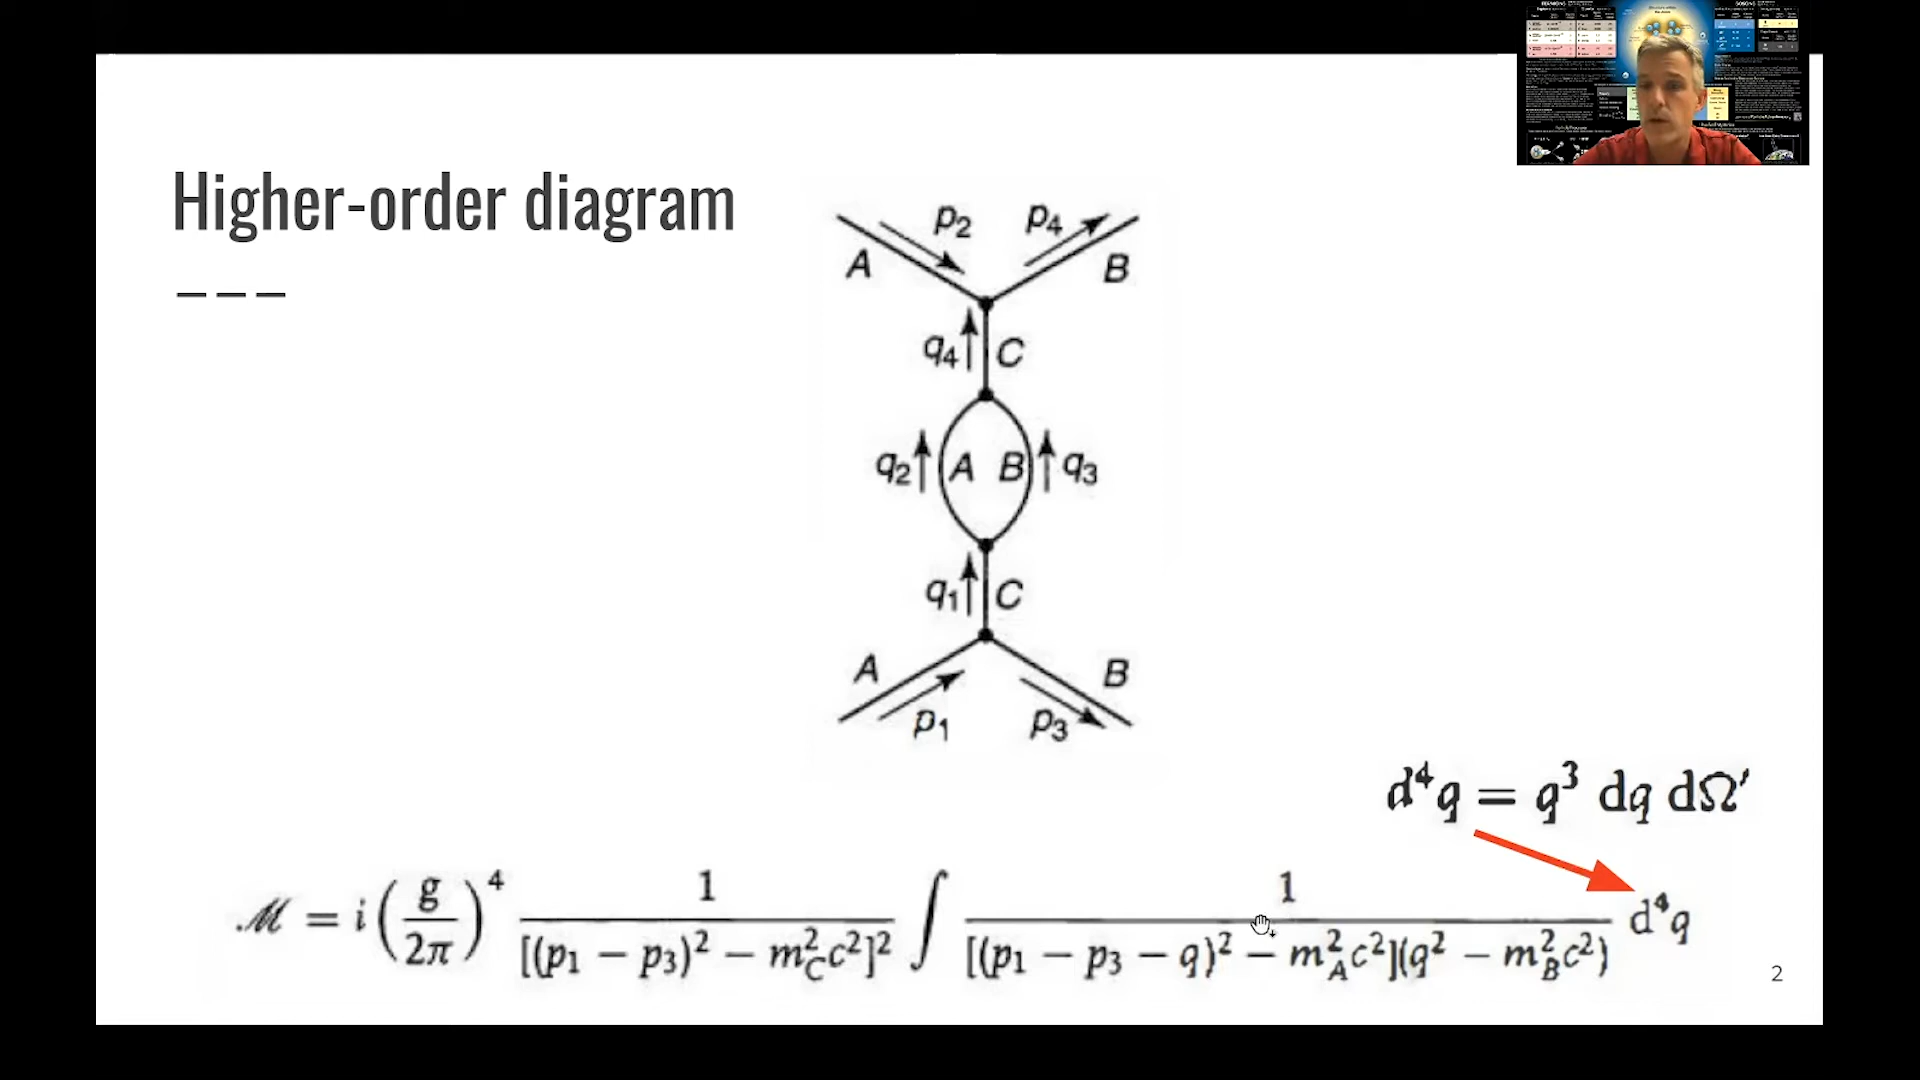 Higher-order diagram
p2 p4
A B
q4 C
q2 A B q3
q1 C
A B
p1 p3
d⁴q = q³ dq dΩ′
ℳ = i (g/2π)⁴ 1/[(p₁ − p₃)² − m_C²c²]² ∫ 1/{[(p₁ − p₃ − q)² − m_A²c²](q² − m_B²c²)} d⁴q
2